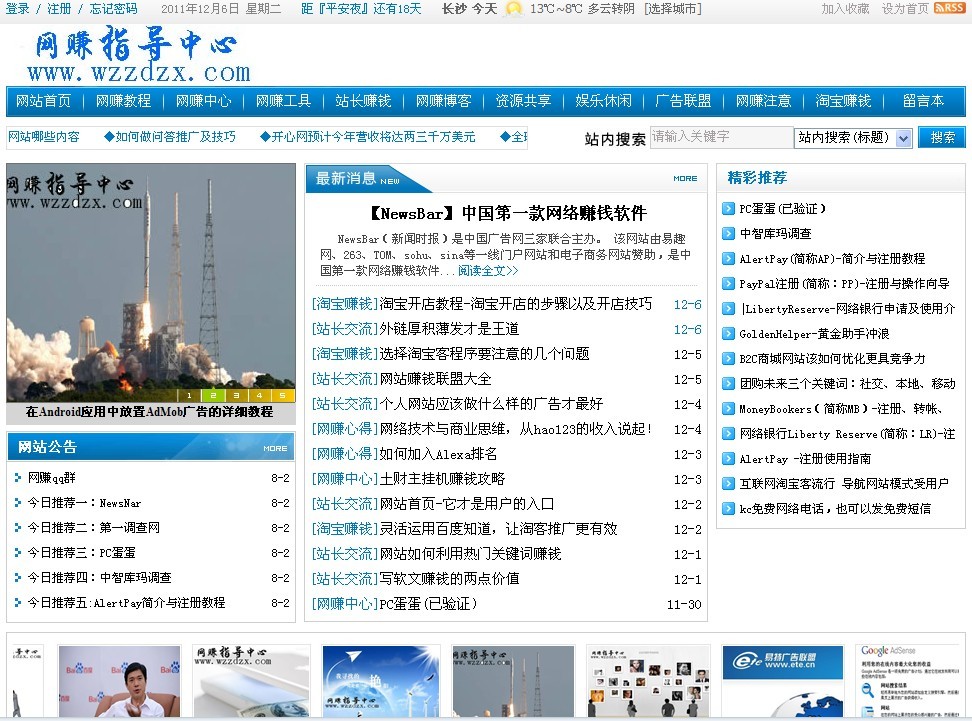 登录 / 注册 / 忘记密码 2011年12月6日 星期二 距『平安夜』还有18天 长沙 今天 13℃~8℃ 多云转阴 [选择城市] 加入收藏 设为首页 RSS
网赚指导中心
www.wzzdzx.com
网站首页 网赚教程 网赚中心 网赚工具 站长赚钱 网赚博客 资源共享 娱乐休闲 广告联盟 网赚注意 淘宝赚钱 留言本
网站哪些内容 ◆如何做问答推广及技巧 ◆开心网预计今年营收将达两三千万美元 ◆全球 站内搜索 请输入关键字 站内搜索(标题) 搜索
网赚指导中心
www.wzzdzx.com
1 2 3 4 5
在Android应用中放置AdMob广告的详细教程
网站公告 MORE
网赚qq群 8-2
今日推荐一：NewsNar 8-2
今日推荐二：第一调查网 8-2
今日推荐三：PC蛋蛋 8-2
今日推荐四：中智库玛调查 8-2
今日推荐五:AlertPay简介与注册教程 8-2
最新消息 NEW MORE
【NewsBar】中国第一款网络赚钱软件
NewsBar（新闻时报）是中国广告网三家联合主办。 该网站由易趣
网、263、TOM、sohu、sina等一线门户网站和电子商务网站赞助，是中
国第一款网络赚钱软件...阅读全文>>
[淘宝赚钱]淘宝开店教程-淘宝开店的步骤以及开店技巧 12-6
[站长交流]外链厚积薄发才是王道 12-6
[淘宝赚钱]选择淘宝客程序要注意的几个问题 12-5
[站长交流]网站赚钱联盟大全 12-5
[站长交流]个人网站应该做什么样的广告才最好 12-4
[网赚心得]网络技术与商业思维，从hao123的收入说起！ 12-4
[网赚心得]如何加入Alexa排名 12-3
[网赚中心]土财主挂机赚钱攻略 12-3
[站长交流]网站首页-它才是用户的入口 12-2
[淘宝赚钱]灵活运用百度知道，让淘客推广更有效 12-2
[站长交流]网站如何利用热门关键词赚钱 12-1
[站长交流]写软文赚钱的两点价值 12-1
[网赚中心]PC蛋蛋(已验证) 11-30
精彩推荐
PC蛋蛋(已验证)
中智库玛调查
AlertPay(简称AP)-简介与注册教程
PayPal注册(简称：PP)-注册与操作向导
|LibertyReserve-网络银行申请及使用介
GoldenHelper-黄金助手冲浪
B2C商城网站该如何优化更具竞争力
团购未来三个关键词：社交、本地、移动
MoneyBookers（简称MB）-注册、转帐、
网络银行Liberty Reserve(简称：LR)-注
AlertPay -注册使用指南
互联网淘宝客流行 导航网站模式受用户
kc免费网络电话，也可以发免费短信
导中心
zdzx.com
Bai百度 Bai百度 Bai
网赚指导中心
www.wzzdzx.com
网赚指导中心
www.wzzdzx.com
网赚指导中心
www.wzzdzx.com
网赚指导中心
www.wzzdzx.com
易特广告联盟
www.ete.cn
Google AdSense